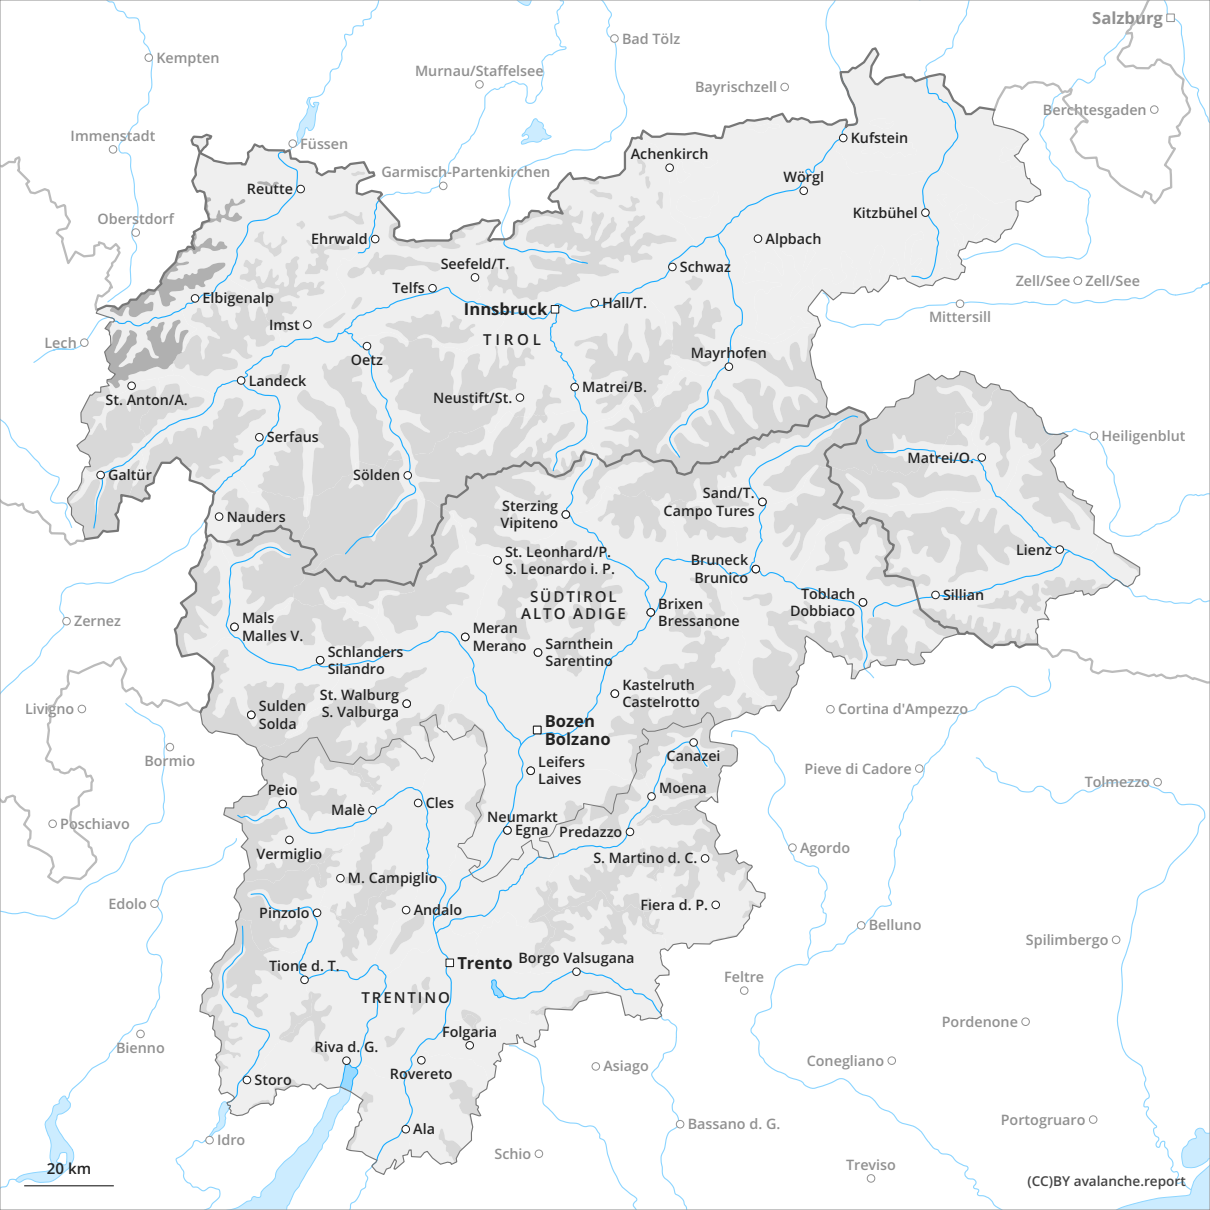 Salzburg
Bad Tölz
Kempten
Murnau/Staffelsee
Bayrischzell
Berchtesgaden
Immenstadt
Füssen
Kufstein
Achenkirch
Garmisch-Partenkirchen
Wörgl
Reutte
Oberstdorf
Kitzbühel
Ehrwald
Alpbach
Seefeld/T.
Schwaz
Zell/See
Zell/See
Telfs
Elbigenalp
Hall/T.
Innsbruck
Mittersill
Imst
TIROL
Lech
Mayrhofen
Oetz
Landeck
Matrei/B.
St. Anton/A.
Neustift/St.
Serfaus
Heiligenblut
Matrei/O.
Galtür
Sölden
Sand/T.
Campo Tures
Sterzing
Vipiteno
Nauders
Lienz
St. Leonhard/P.
S. Leonardo i. P.
Bruneck
Brunico
SÜDTIROL
ALTO ADIGE
Toblach
Dobbiaco
Sillian
Brixen
Bressanone
Zernez
Mals
Malles V.
Meran
Merano
Sarnthein
Sarentino
Schlanders
Silandro
Kastelruth
Castelrotto
St. Walburg
S. Valburga
Sulden
Solda
Livigno
Cortina d'Ampezzo
Bozen
Bolzano
Bormio
Canazei
Leifers
Laives
Pieve di Cadore
Tolmezzo
Peio
Moena
Cles
Malè
Neumarkt
Egna
Predazzo
Poschiavo
Agordo
Vermiglio
S. Martino d. C.
M. Campiglio
Edolo
Pinzolo
Andalo
Fiera d. P.
Belluno
Spilimbergo
Borgo Valsugana
Trento
Tione d. T.
Feltre
TRENTINO
Pordenone
Folgaria
Bienno
Riva d. G.
Conegliano
Asiago
Rovereto
Storo
Portogruaro
Bassano d. G.
Ala
Idro
Schio
Treviso
20 km
(CC)BY avalanche.report